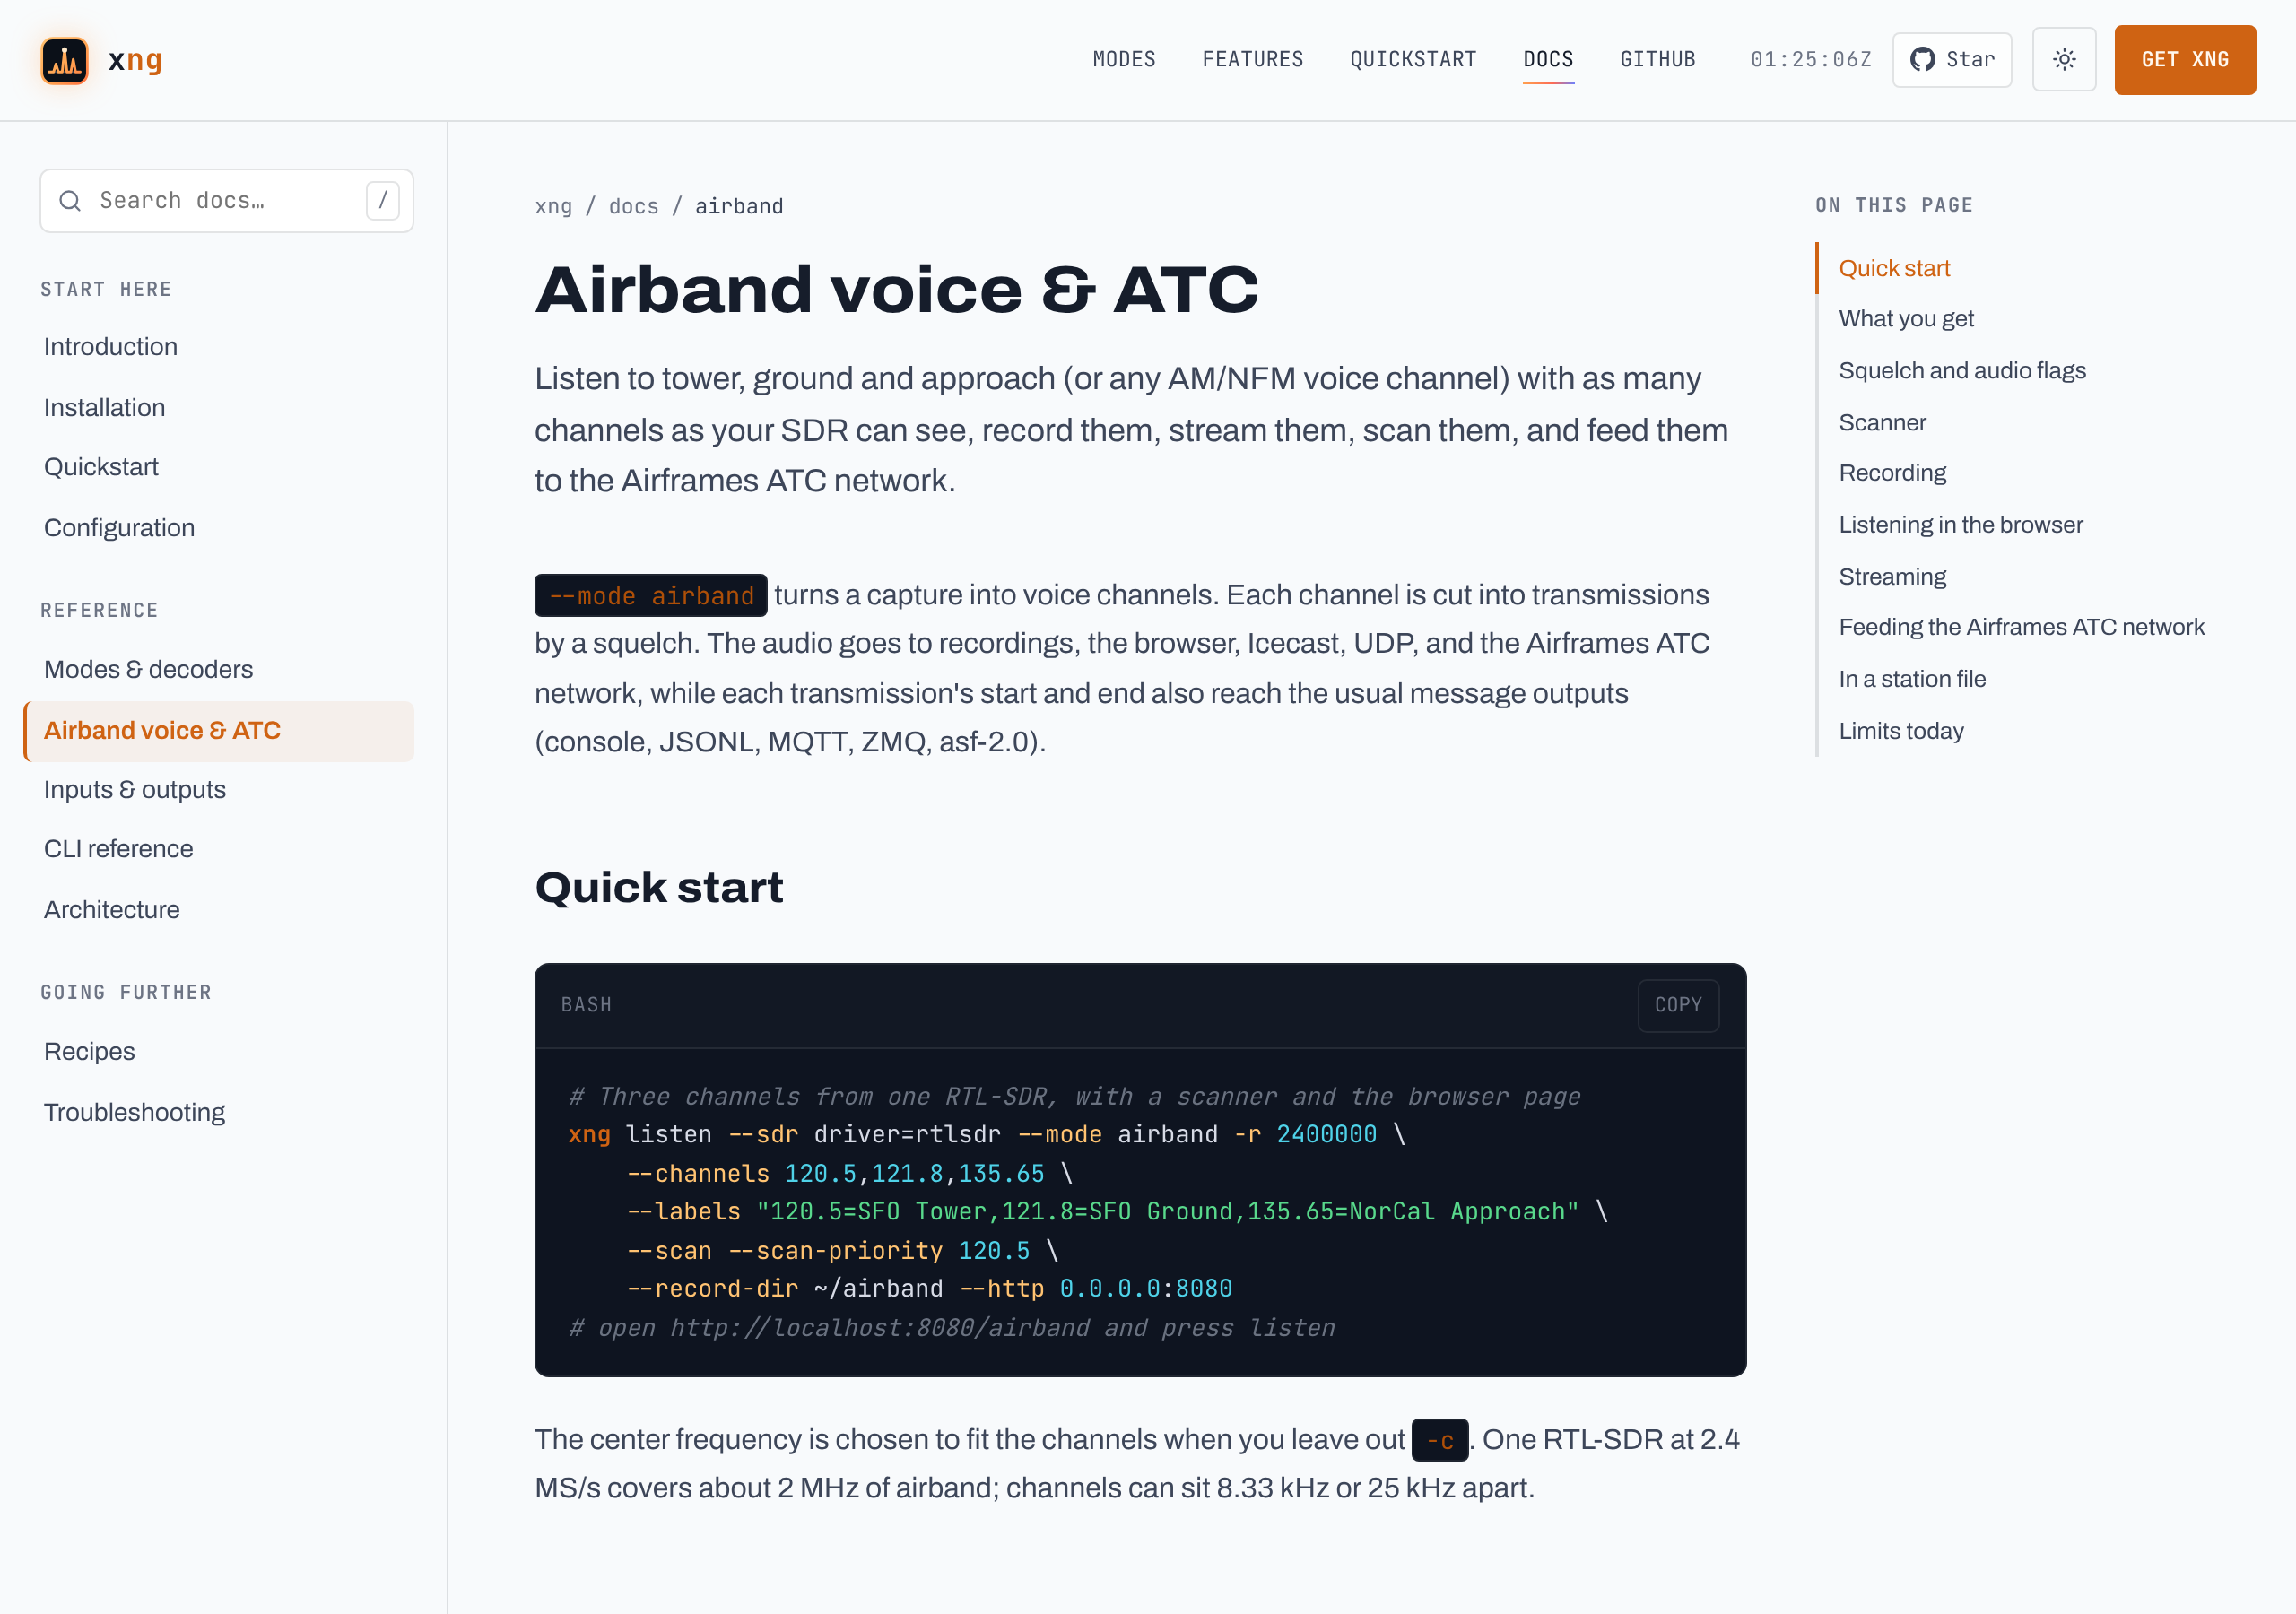 xng
MODES FEATURES QUICKSTART DOCS GITHUB 01:25:06Z Star GET XNG
Search docs… /
START HERE
Introduction
Installation
Quickstart
Configuration
REFERENCE
Modes & decoders
Airband voice & ATC
Inputs & outputs
CLI reference
Architecture
GOING FURTHER
Recipes
Troubleshooting
xng / docs / airband
Airband voice & ATC
Listen to tower, ground and approach (or any AM/NFM voice channel) with as many
channels as your SDR can see, record them, stream them, scan them, and feed them
to the Airframes ATC network.
--mode airband turns a capture into voice channels. Each channel is cut into transmissions
by a squelch. The audio goes to recordings, the browser, Icecast, UDP, and the Airframes ATC
network, while each transmission's start and end also reach the usual message outputs
(console, JSONL, MQTT, ZMQ, asf-2.0).
Quick start
BASH COPY
# Three channels from one RTL-SDR, with a scanner and the browser page
xng listen --sdr driver=rtlsdr --mode airband -r 2400000 \
--channels 120.5,121.8,135.65 \
--labels "120.5=SFO Tower,121.8=SFO Ground,135.65=NorCal Approach" \
--scan --scan-priority 120.5 \
--record-dir ~/airband --http 0.0.0.0:8080
# open http://localhost:8080/airband and press listen
The center frequency is chosen to fit the channels when you leave out -c. One RTL-SDR at 2.4
MS/s covers about 2 MHz of airband; channels can sit 8.33 kHz or 25 kHz apart.
ON THIS PAGE
Quick start
What you get
Squelch and audio flags
Scanner
Recording
Listening in the browser
Streaming
Feeding the Airframes ATC network
In a station file
Limits today